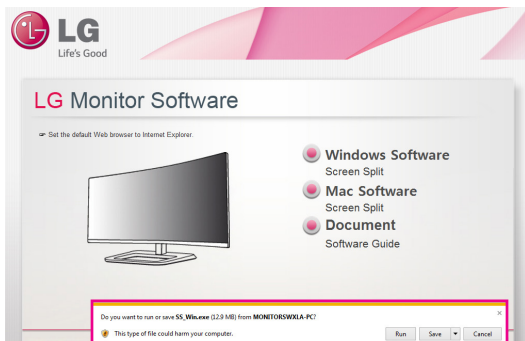 LG
Life's Good
LG Monitor Software
☞ Set the default Web browser to Internet Explorer.
Windows Software
Screen Split
Mac Software
Screen Split
Document
Software Guide
Do you want to run or save SS_Win.exe (12.9 MB) from MONITORSWXLA-PC?
This type of file could harm your computer.
Run
Save
Cancel